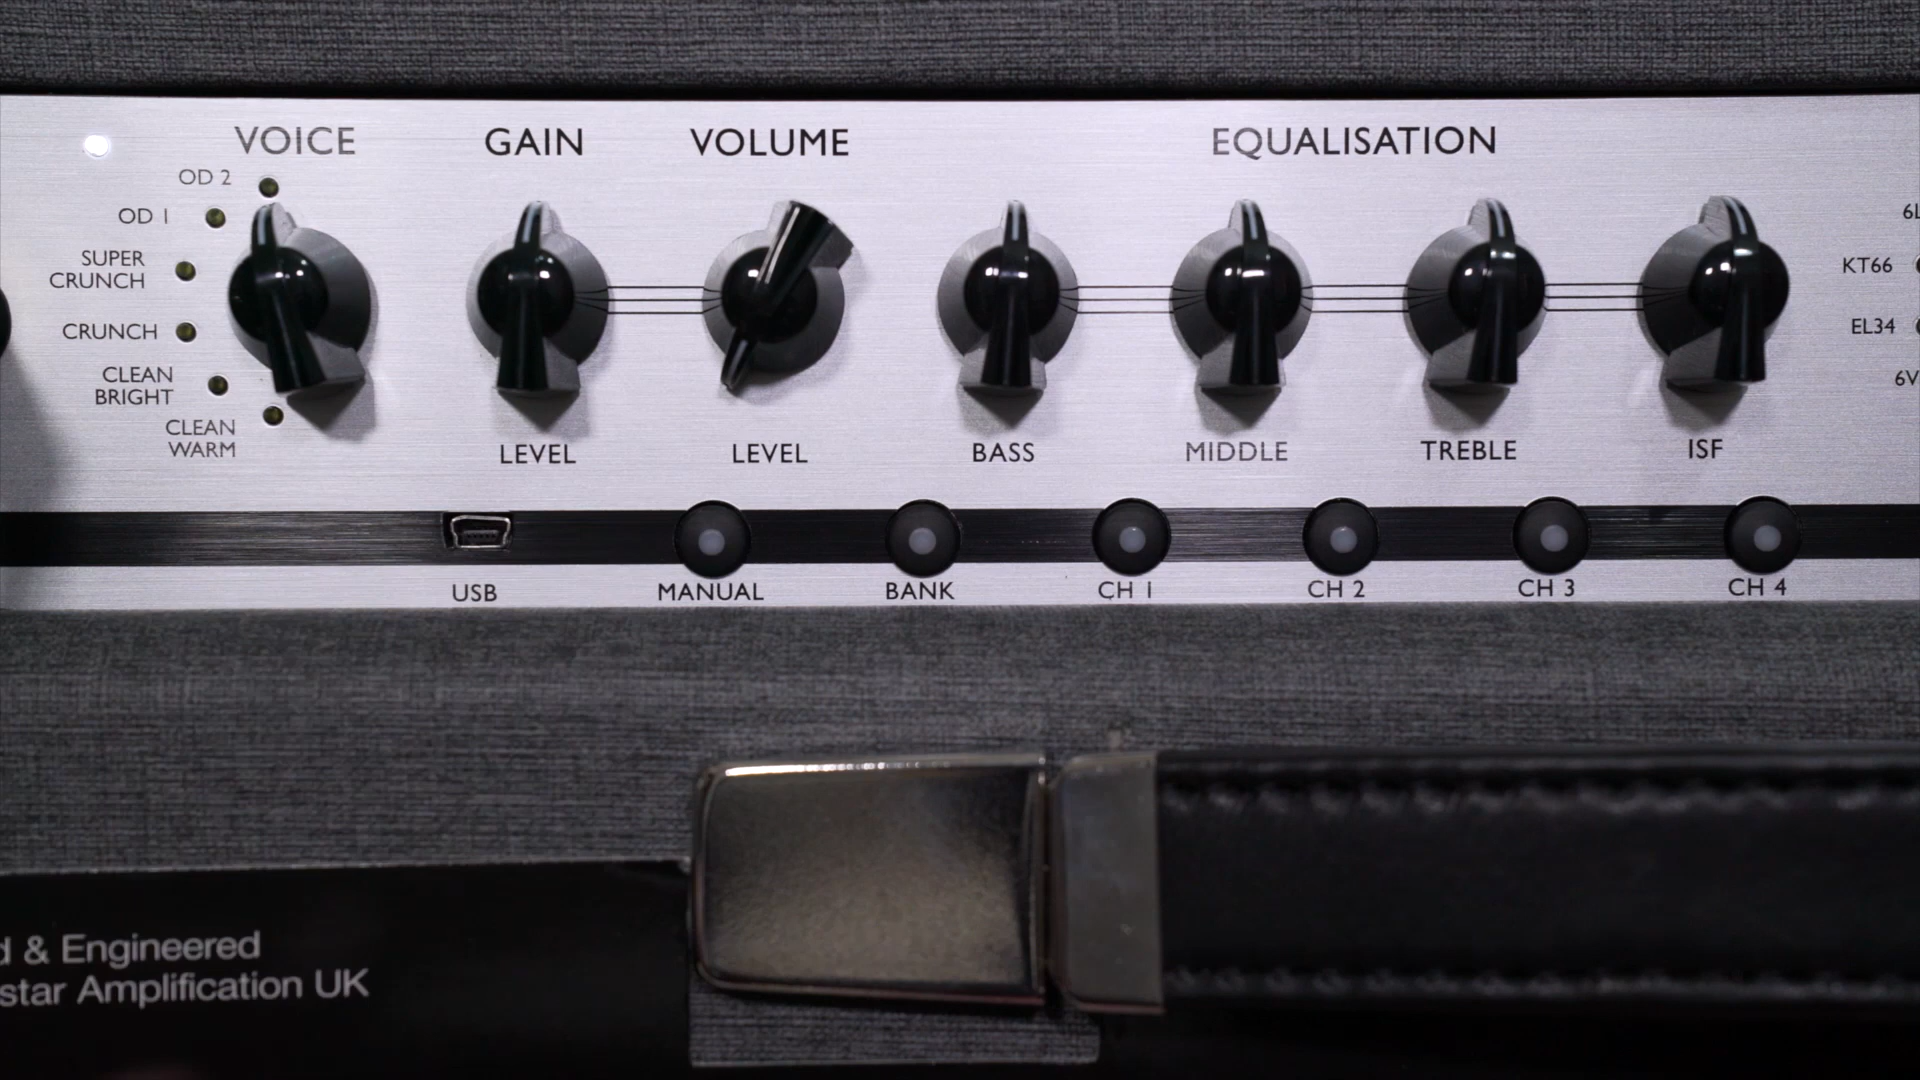 VOICE
GAIN
VOLUME
EQUALISATION
OD 2
OD 1
SUPER
CRUNCH
CRUNCH
CLEAN
BRIGHT
CLEAN
WARM
LEVEL
LEVEL
BASS
MIDDLE
TREBLE
ISF
6L
KT66
EL34
6V
USB
MANUAL
BANK
CH 1
CH 2
CH 3
CH 4
d & Engineered
star Amplification UK